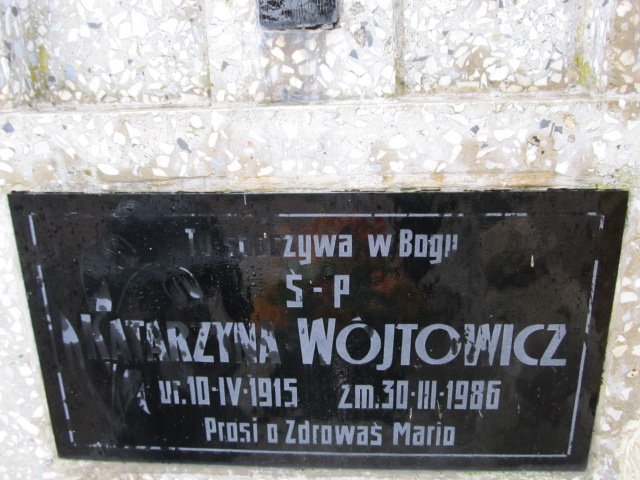 Tu spoczywa w Bogu
Ś-P
KATARZYNA WÓJTOWICZ
ur. 10-IV-1915 zm. 30-III-1986
Prosi o Zdrowaś Mario